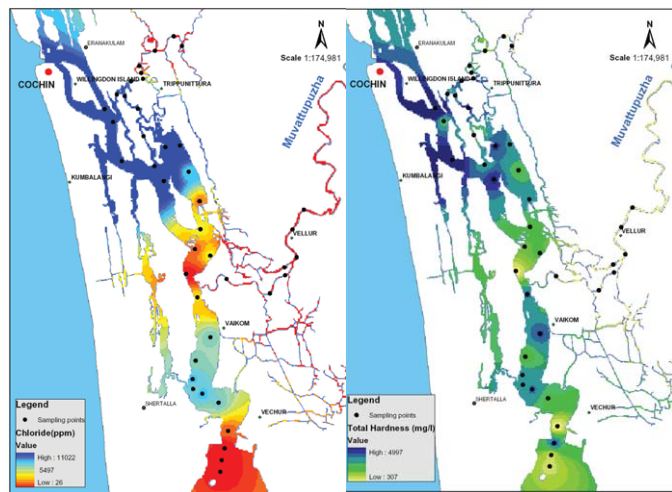 ERANAKULAM
N
Scale 1:174,981
COCHIN
WILLINGDON ISLAND
TRIPPUNITTURA
Muvattupuzha
KUMBALANGI
VELLUR
VAIKOM
SHERTALLA
VECHUR
Legend
Sampling points
Chloride(ppm)
Value
High : 11022
5497
Low : 26
ERANAKULAM
N
Scale 1:174,981
COCHIN
WILLINGDON ISLAND
TRIPPUNITTURA
Muvattupuzha
KUMBALANGI
VELLUR
VAIKOM
SHERTALLA
VECHUR
Legend
Sampling points
Total Hardness (mg/l)
Value
High : 4997
Low : 307